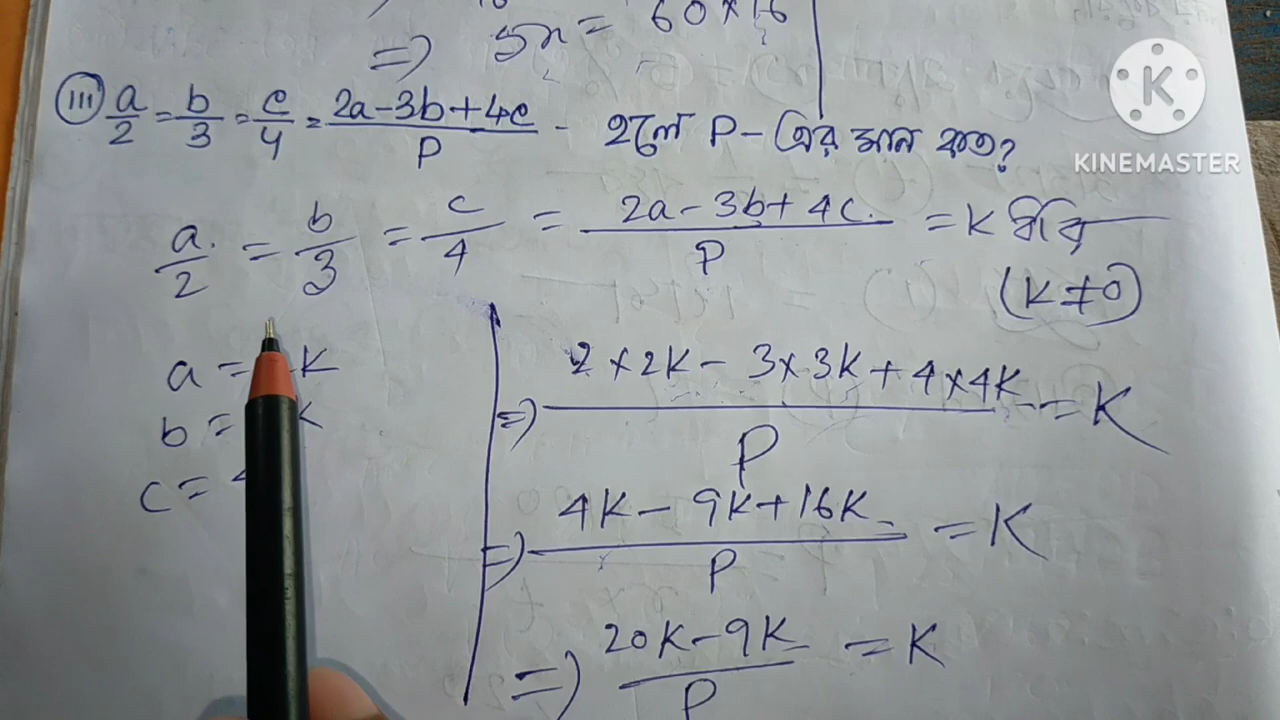 ⇒ 5x = 60×16
(III) a/2 = b/3 = c/4 = (2a-3b+4c)/P - হলে P-এর মান কত?
K
KINEMASTER
a/2 = b/3 = c/4 = (2a-3b+4c)/P = K ধরি
(K≠0)
a = K
b = K
c =
⇒ (2×2K - 3×3K + 4×4K)/P = K
⇒ (4K - 9K + 16K)/P = K
⇒ (20K - 9K)/P = K